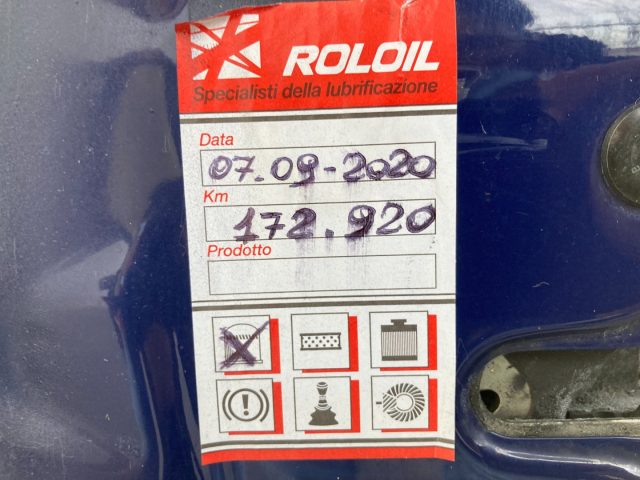 ROLOIL
Specialisti della lubrificazione
Data
07.09-2020
Km
172.920
Prodotto